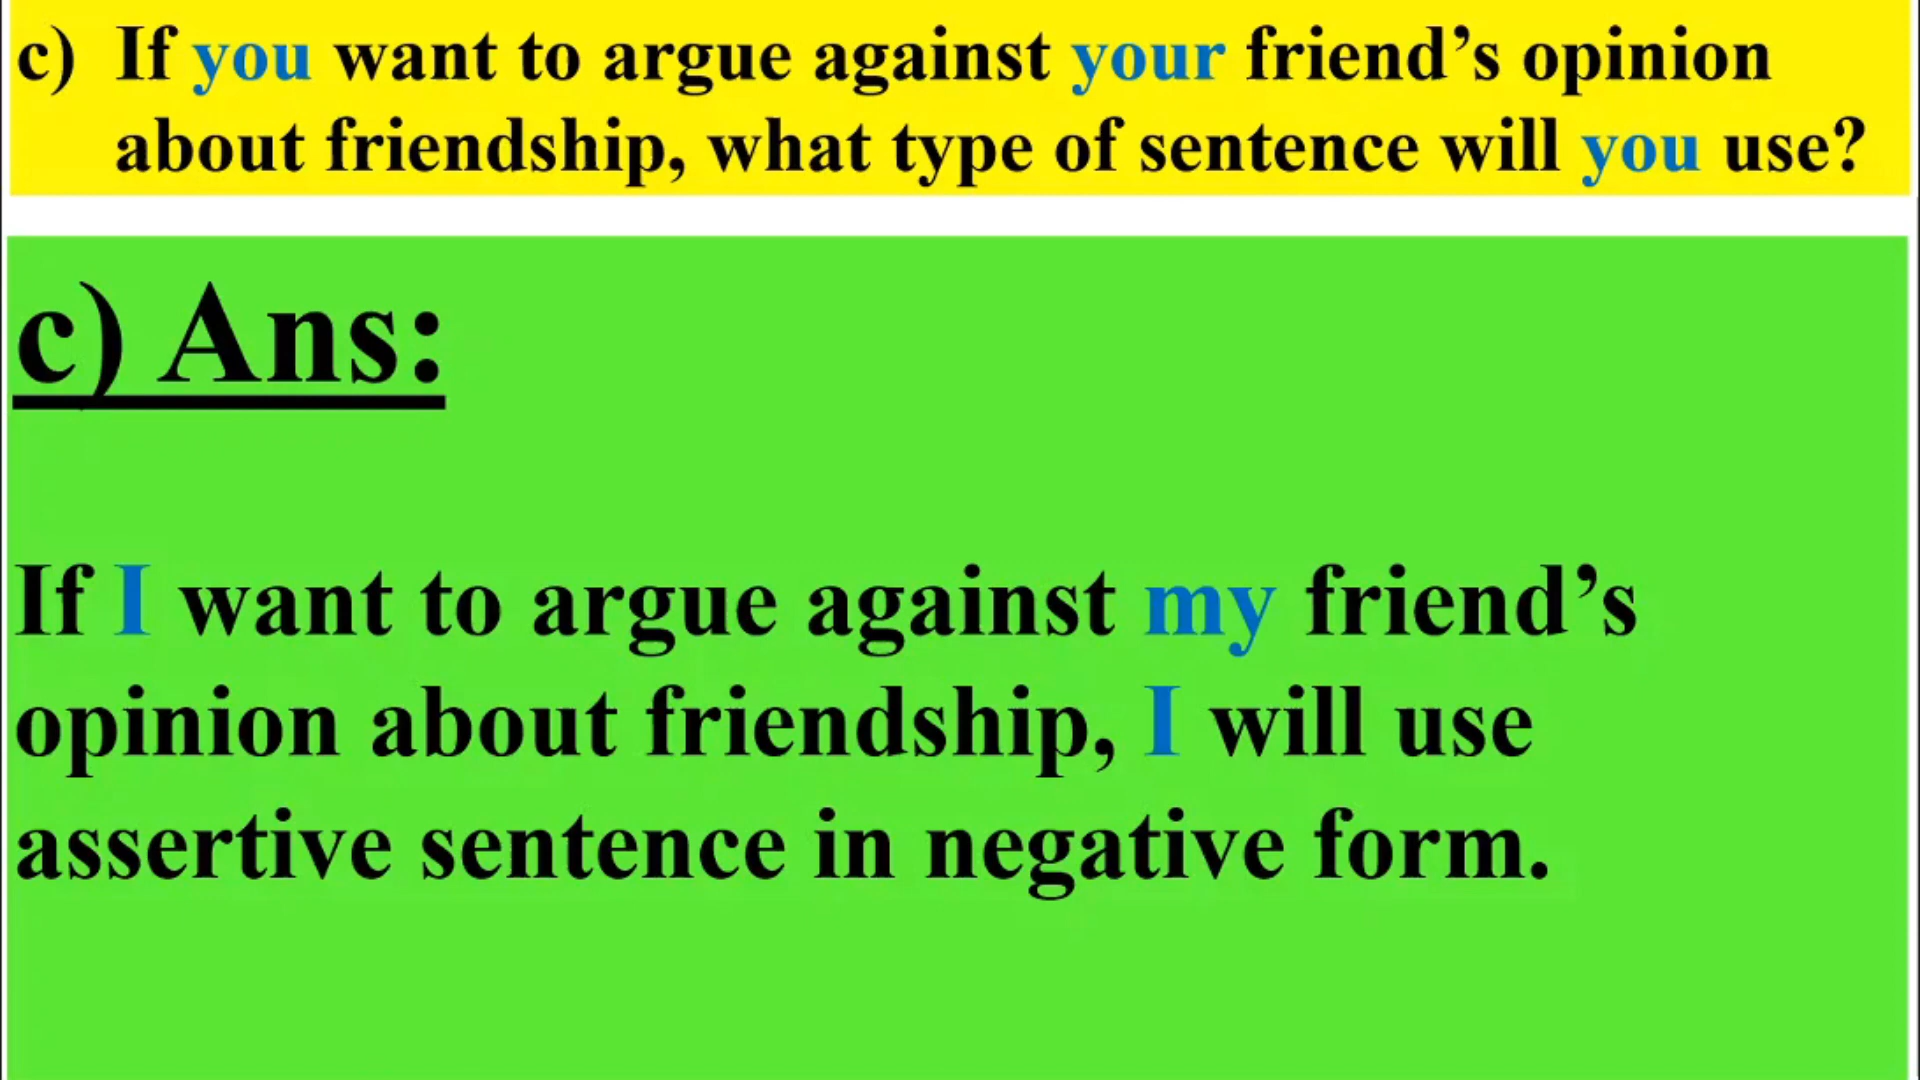 c) If you want to argue against your friend’s opinion
about friendship, what type of sentence will you use?
c) Ans:
If I want to argue against my friend’s
opinion about friendship, I will use
assertive sentence in negative form.